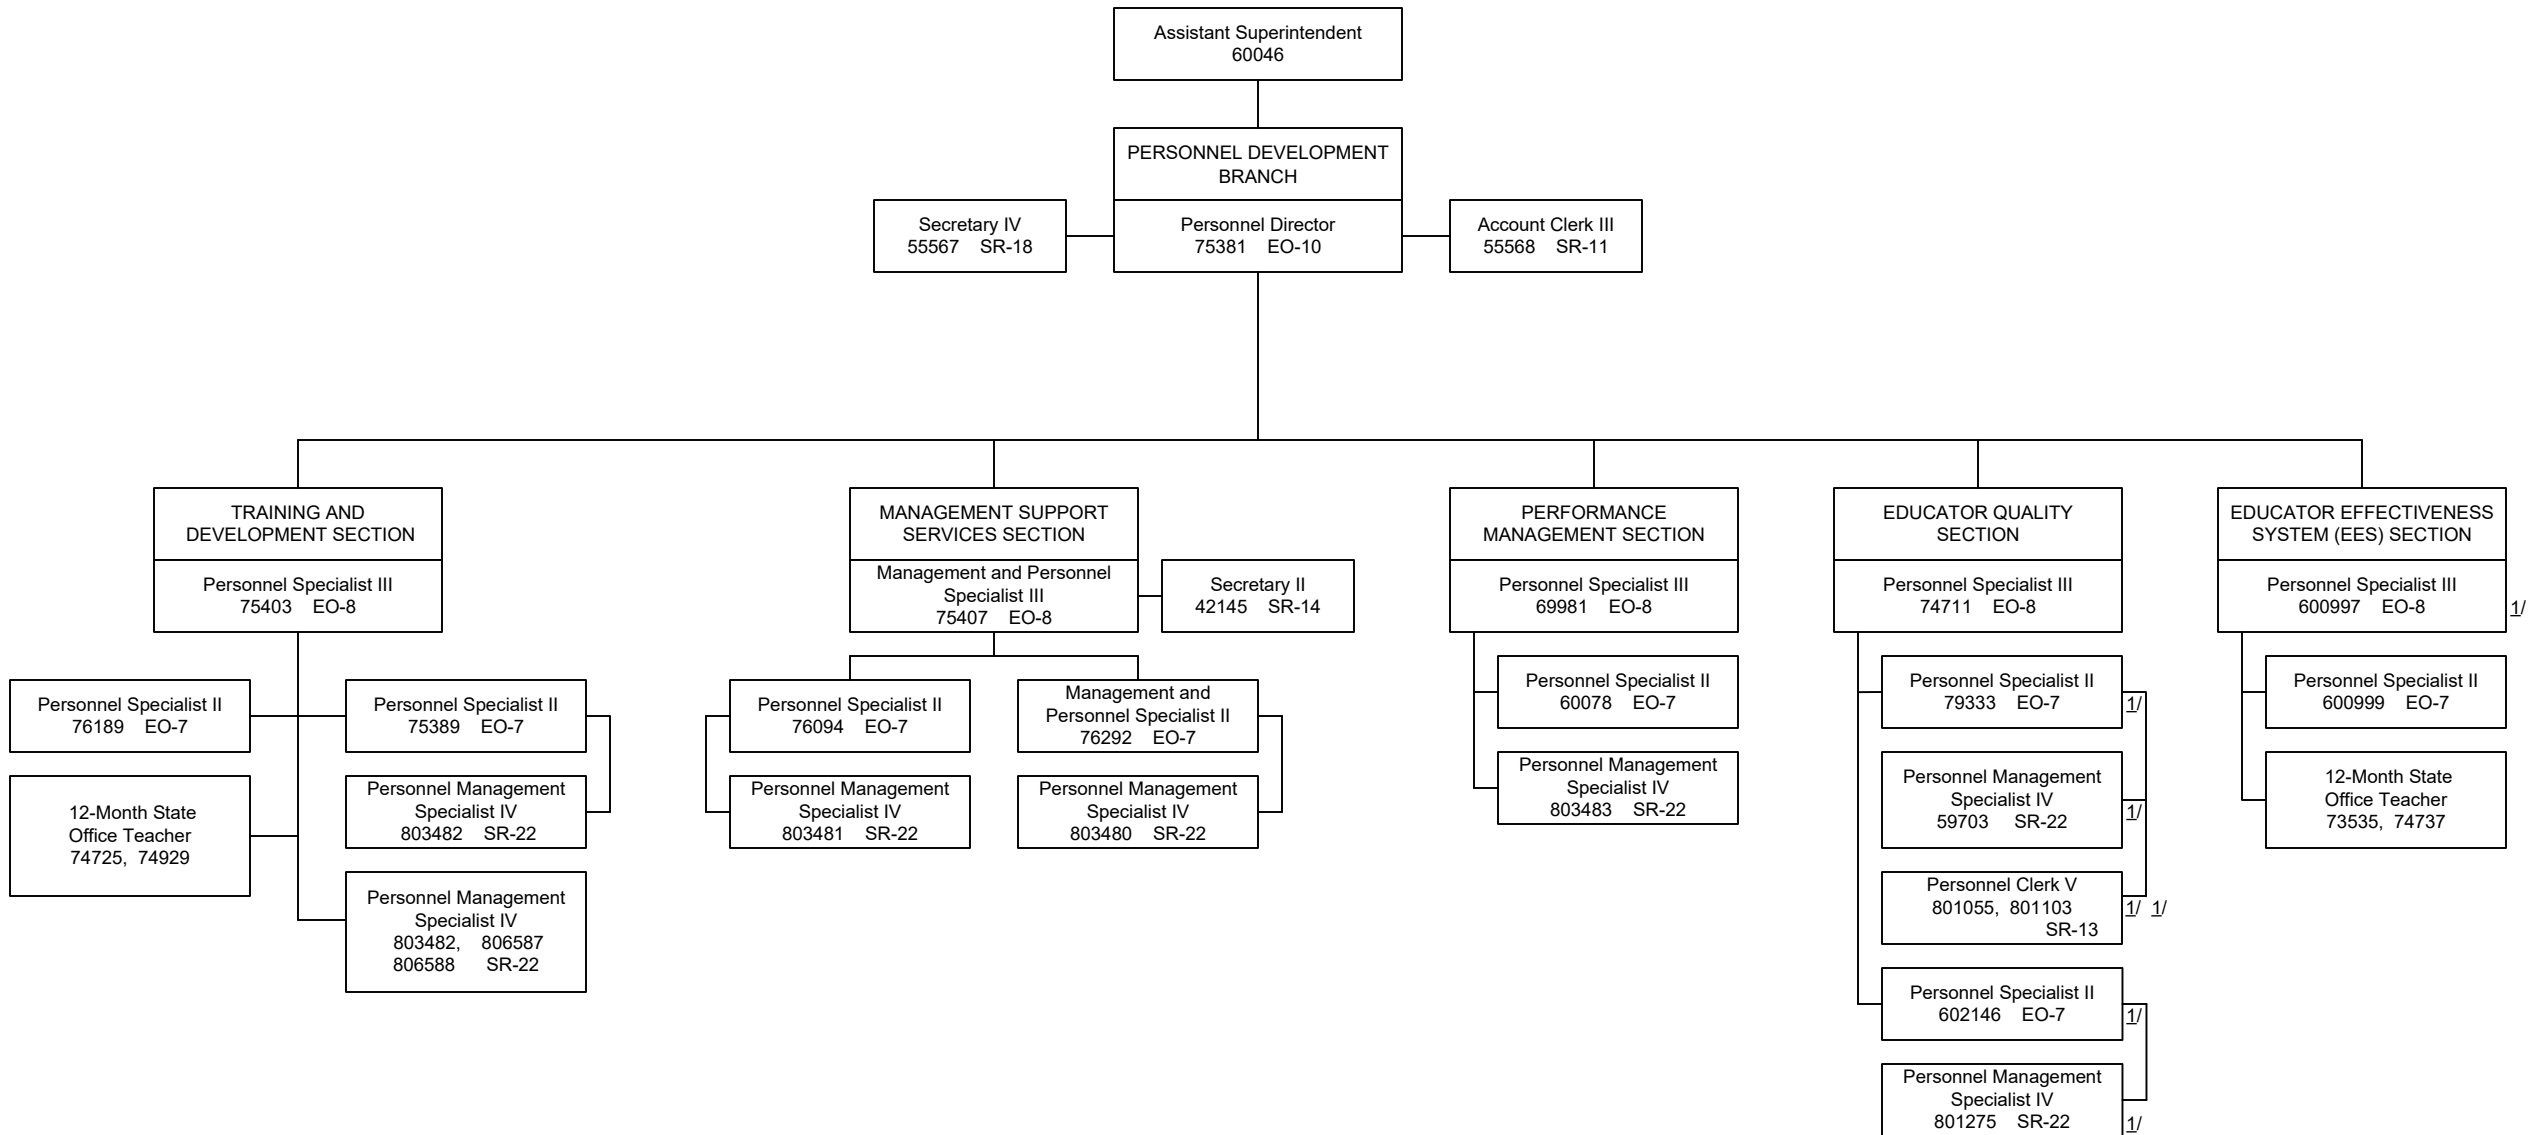 Assistant Superintendent
60046
PERSONNEL DEVELOPMENT
BRANCH
Secretary IV
55567 SR-18
Personnel Director
75381 EO-10
Account Clerk III
55568 SR-11
TRAINING AND
DEVELOPMENT SECTION
Personnel Specialist III
75403 EO-8
Personnel Specialist II
76189 EO-7
12-Month State
Office Teacher
74725, 74929
Personnel Specialist II
75389 EO-7
Personnel Management
Specialist IV
803482 SR-22
Personnel Management
Specialist IV
803482, 806587
806588 SR-22
MANAGEMENT SUPPORT
SERVICES SECTION
Management and Personnel
Specialist III
75407 EO-8
Secretary II
42145 SR-14
Personnel Specialist II
76094 EO-7
Personnel Management
Specialist IV
803481 SR-22
Management and
Personnel Specialist II
76292 EO-7
Personnel Management
Specialist IV
803480 SR-22
PERFORMANCE
MANAGEMENT SECTION
Personnel Specialist III
69981 EO-8
Personnel Specialist II
60078 EO-7
Personnel Management
Specialist IV
803483 SR-22
EDUCATOR QUALITY
SECTION
Personnel Specialist III
74711 EO-8
Personnel Specialist II
79333 EO-7
1/
Personnel Management
Specialist IV
59703 SR-22
1/
Personnel Clerk V
801055, 801103
SR-13
1/ 1/
Personnel Specialist II
602146 EO-7
1/
Personnel Management
Specialist IV
801275 SR-22
1/
EDUCATOR EFFECTIVENESS
SYSTEM (EES) SECTION
Personnel Specialist III
600997 EO-8
1/
Personnel Specialist II
600999 EO-7
12-Month State
Office Teacher
73535, 74737